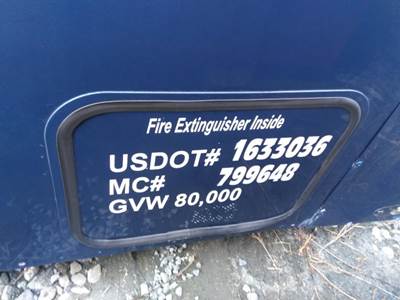 Fire Extinguisher Inside
USDOT# 1633036
MC# 799648
GVW 80,000